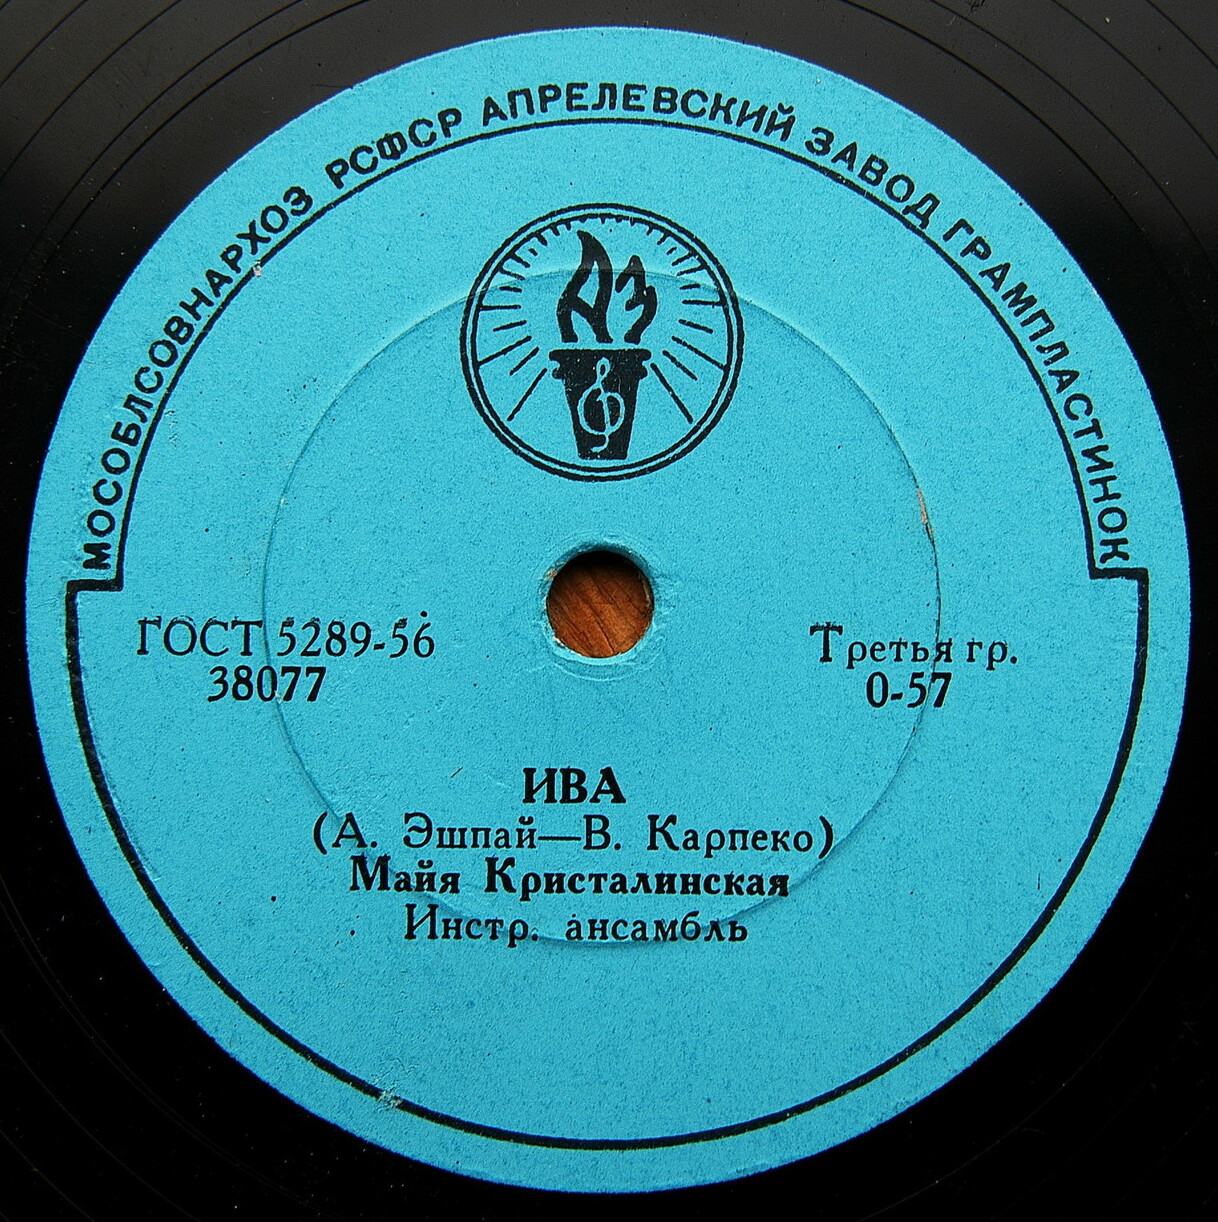 МОСОБЛСОВНАРХОЗ РСФСР АПРЕЛЕВСКИЙ ЗАВОД ГРАМПЛАСТИНОК
АЗ
ГОСТ 5289-56
38077
Третья гр.
0-57
ИВА
(А. Эшпай—В. Карпеко)
Майя Кристалинская
Инстр. ансамбль